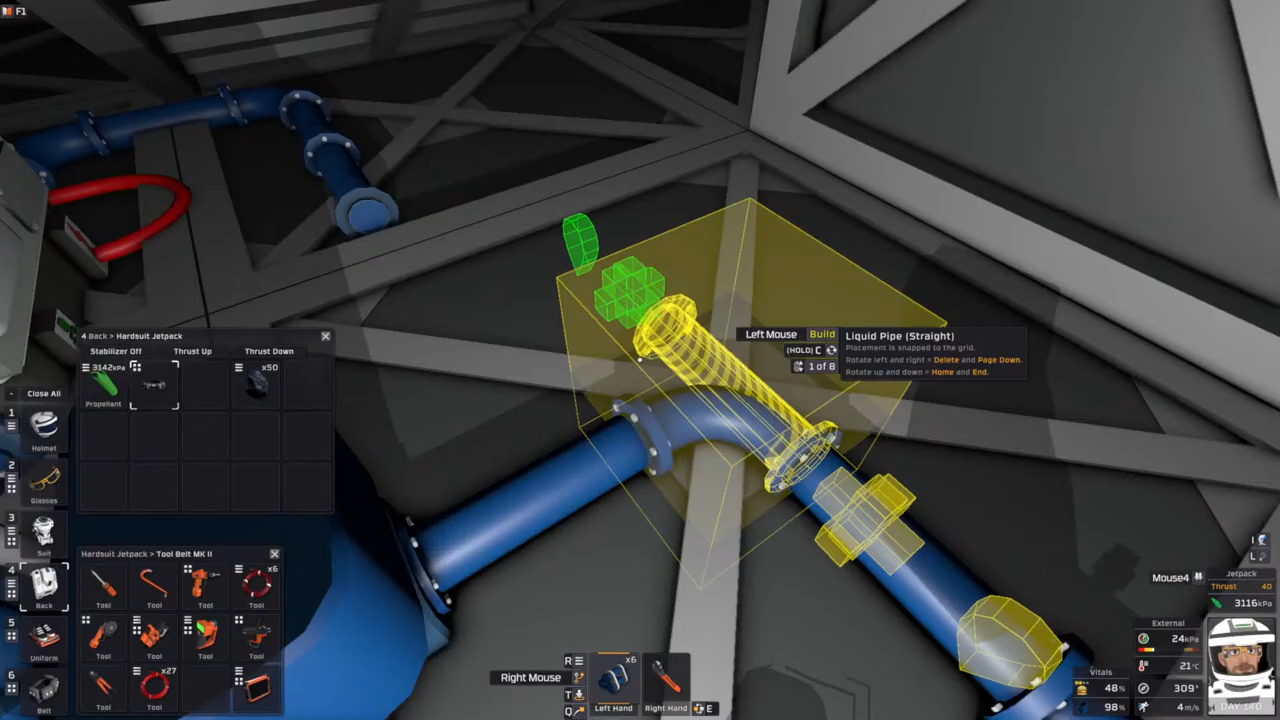 F1
4 Back > Hardsuit Jetpack
Stabilizer Off
Thrust Up
Thrust Down
3142kPa
x50
Propellant
Close All
1
Helmet
2
Glasses
3
Suit
4
Back
5
Uniform
6
Belt
Hardsuit Jetpack > Tool Belt MK II
x6
Tool
Tool
Tool
Tool
Tool
Tool
Tool
Tool
x27
Tool
Tool
Tool
Left Mouse
Build
(HOLD) C
1 of 8
Liquid Pipe (Straight)
Placement is snapped to the grid.
Rotate left and right = Delete and Page Down.
Rotate up and down = Home and End.
Right Mouse
R
T
Q
x6
Left Hand
Right Hand
E
Mouse4
I
L
Jetpack
Thrust 40
3116kPa
External
24kPa
21°C
309°
4m/s
Vitals
48%
98%
DAY 140